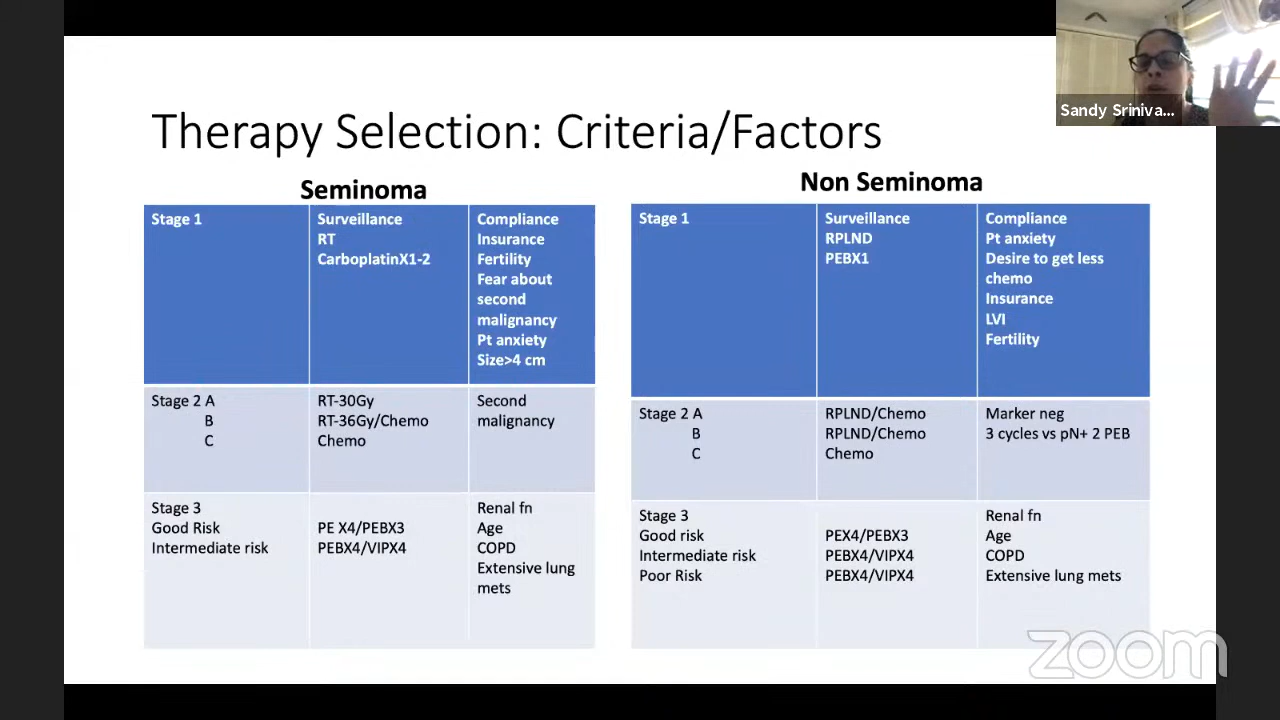 Sandy Sriniva...
Therapy Selection: Criteria/Factors
Seminoma
Stage 1
Surveillance
RT
CarboplatinX1-2
Compliance
Insurance
Fertility
Fear about
second
malignancy
Pt anxiety
Size>4 cm
Stage 2 A
B
C
RT-30Gy
RT-36Gy/Chemo
Chemo
Second
malignancy
Stage 3
Good Risk
Intermediate risk
PE X4/PEBX3
PEBX4/VIPX4
Renal fn
Age
COPD
Extensive lung
mets
Non Seminoma
Stage 1
Surveillance
RPLND
PEBX1
Compliance
Pt anxiety
Desire to get less
chemo
Insurance
LVI
Fertility
Stage 2 A
B
C
RPLND/Chemo
RPLND/Chemo
Chemo
Marker neg
3 cycles vs pN+ 2 PEB
Stage 3
Good risk
Intermediate risk
Poor Risk
PEX4/PEBX3
PEBX4/VIPX4
PEBX4/VIPX4
Renal fn
Age
COPD
Extensive lung mets
zoom